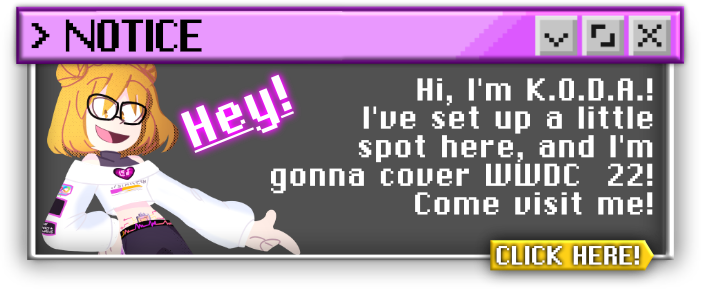 > NOTICE
Hey!
Hi, I'm K.O.D.A.!
I've set up a little
spot here, and I'm
gonna cover WWDC 22!
Come visit me!
CLICK HERE!